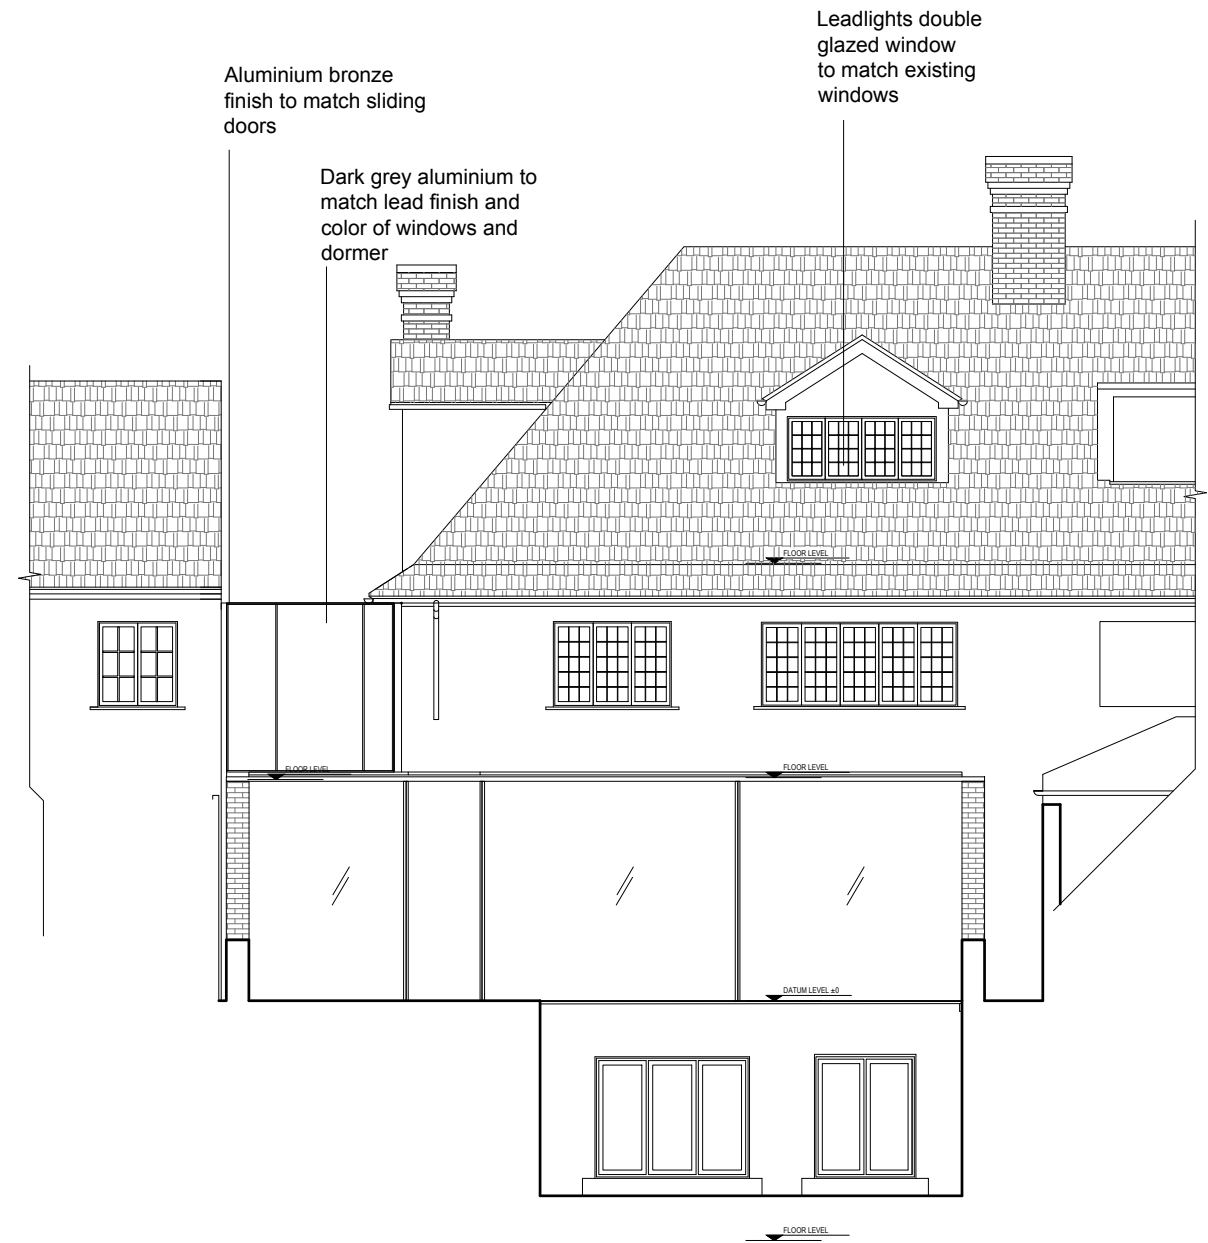 Leadlights double
glazed window
to match existing
windows
Aluminium bronze
finish to match sliding
doors
Dark grey aluminium to
match lead finish and
color of windows and
dormer
FLOOR LEVEL
FLOOR LEVEL
FLOOR LEVEL
DATUM LEVEL ±0
FLOOR LEVEL